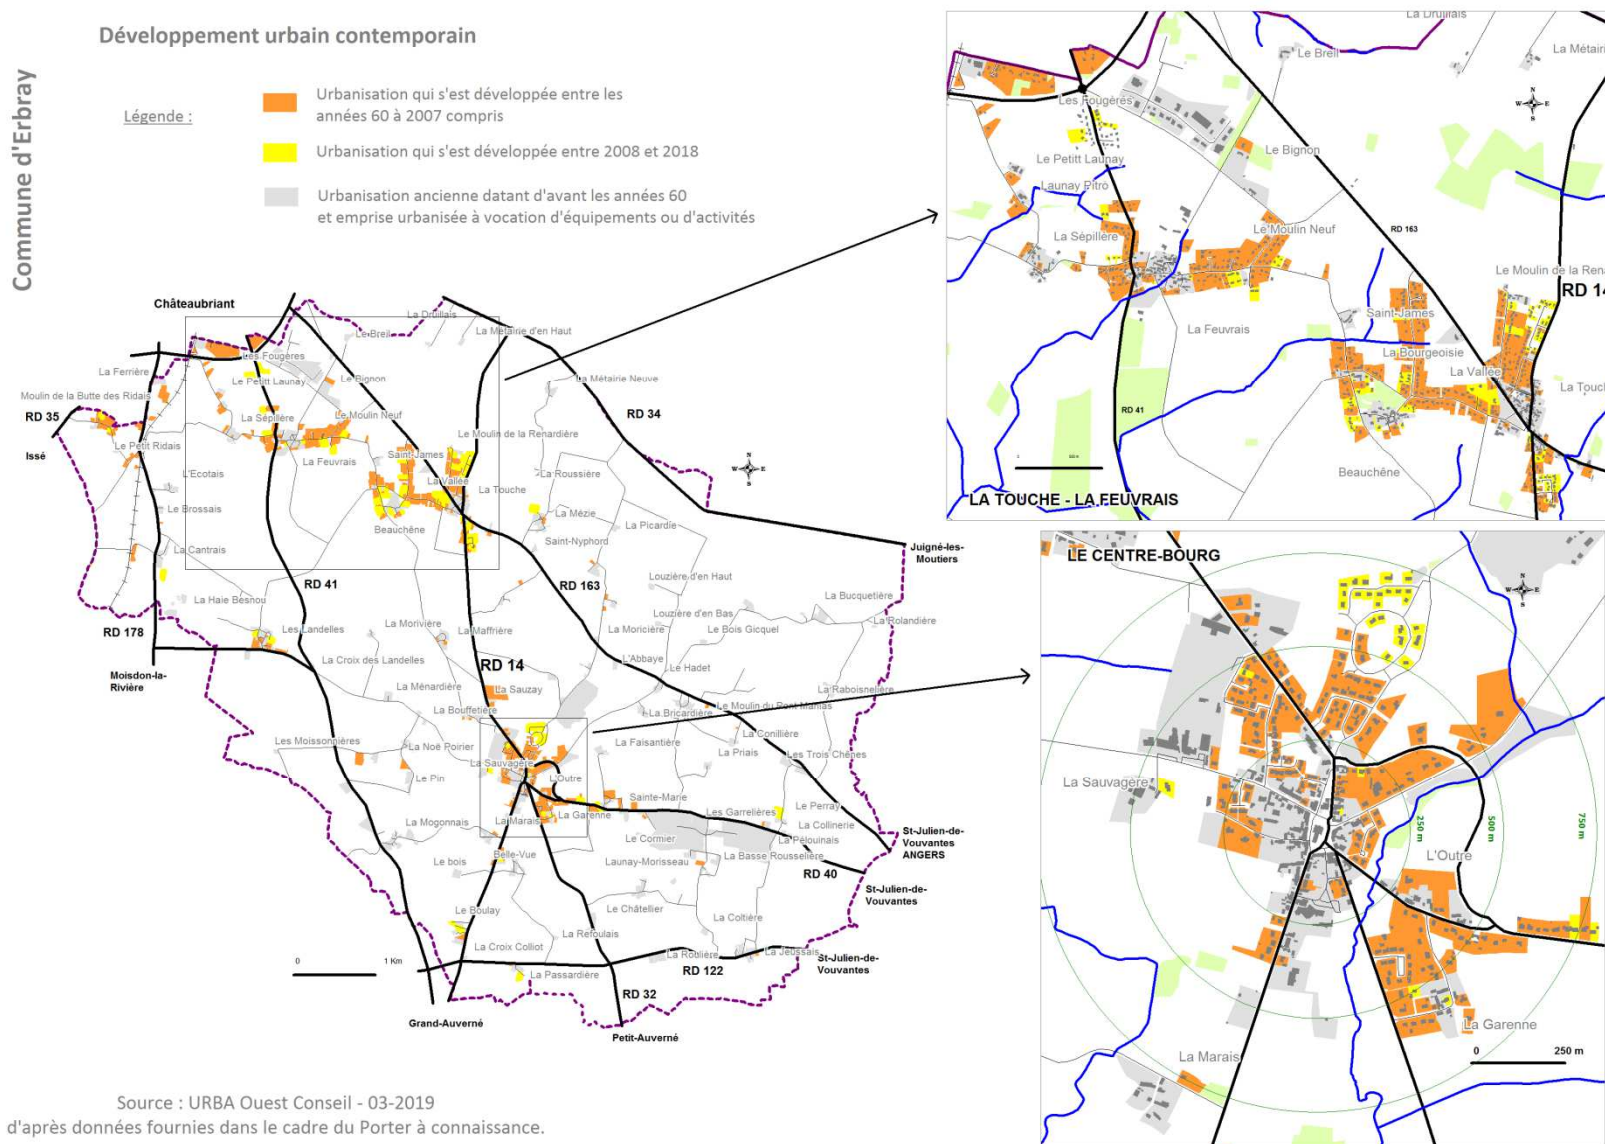 Développement urbain contemporain
Commune d'Erbray
Légende :
Urbanisation qui s'est développée entre les
années 60 à 2007 compris
Urbanisation qui s'est développée entre 2008 et 2018
Urbanisation ancienne datant d'avant les années 60
et emprise urbanisée à vocation d'équipements ou d'activités
Châteaubriant
La Druillais
Le Breil
La Métairie d'en Haut
Les Fougères
La Ferrière
Le Petitt Launay
Le Bignon
La Métairie Neuve
Moulin de la Butte des Ridais
RD 35
La Sépillère
Le Moulin Neuf
RD 34
Issé
Le Petit Ridais
Le Moulin de la Renardière
L'Ecotais
La Feuvrais
Saint-James
La Vallée
La Roussière
N
W
E
S
La Touche
Le Brossais
Beauchêne
La Mézie
La Picardie
Saint-Nyphord
La Cantrais
Juigné-les-
Moutiers
RD 41
RD 163
Louzière d'en Haut
La Haie Besnou
La Bucquetière
Louzière d'en Bas
La Rolandière
RD 178
Les Landelles
La Morivière
La Maffrière
La Moricière
Le Bois Gicquel
La Croix des Landelles
RD 14
L'Abbaye
Le Hadet
Moisdon-la-
Rivière
La Ménardière
La Sauzay
La Raboisnelière
La Bouffetière
La Bricardière
Le Moulin du Pont Mahias
La Conillière
Les Moissonnières
La Noë Poirier
La Faisantière
La Priais
Les Trois Chênes
La Sauvagère
L'Outre
Le Pin
Sainte-Marie
Les Garrelières
Le Perray
La Mogonnais
La Marais
La Garenne
La Collinerie
Le Cormier
La Pélouinais
St-Julien-de-
Vouvantes
ANGERS
Le bois
Belle-Vue
Launay-Morisseau
La Basse Rousselière
RD 40
St-Julien-de-
Vouvantes
Le Boulay
Le Châtellier
La Coltière
La Refoulais
La Croix Colliot
La Jeussais
0
1 Km
La Passardière
RD 122
St-Julien-de-
Vouvantes
RD 32
Grand-Auverné
Petit-Auverné
Source : URBA Ouest Conseil - 03-2019
d'après données fournies dans le cadre du Porter à connaissance.
La Druillais
Le Breil
La Métairi
Les Fougères
N
W
E
S
Le Petitt Launay
Le Bignon
Launay Pitro
La Sépillère
Le Moulin Neuf
RD 163
Le Moulin de la Rena
RD 14
La Feuvrais
Saint-James
La Bourgeoisie
La Vallée
La Touch
RD 41
0
Beauchêne
LA TOUCHE - LA FEUVRAIS
LE CENTRE-BOURG
N
W
E
S
La Sauvagère
250 m
500 m
750 m
L'Outre
La Garenne
La Marais
0
250 m